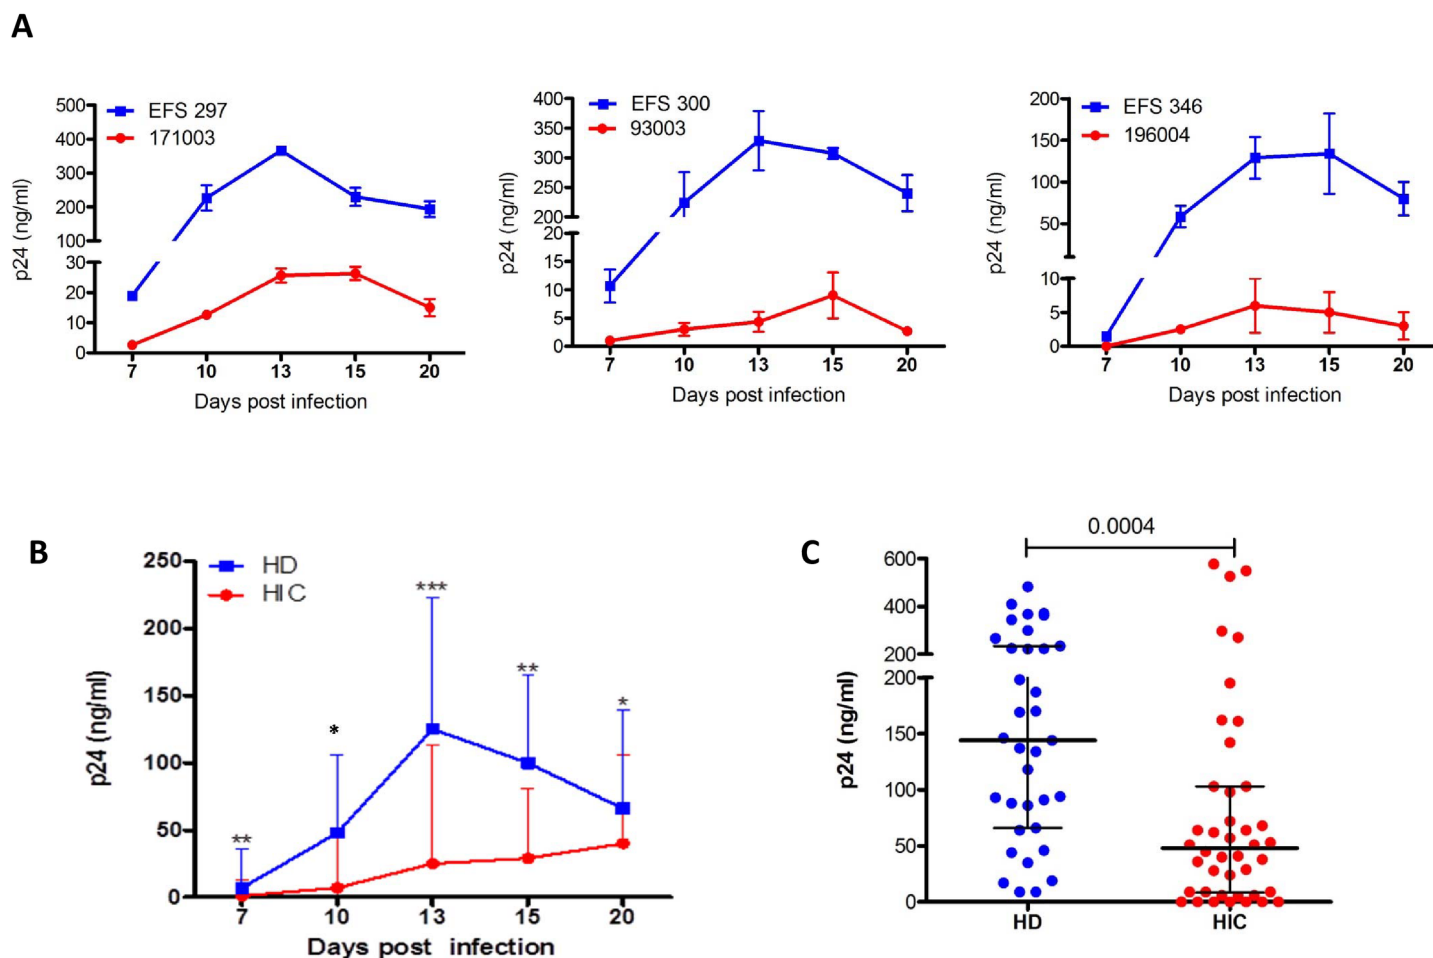 A
500
400
300
200
100
30
20
10
0
p24 (ng/ml)
EFS 297
171003
7 10 13 15 20
Days post infection
400
350
300
250
200
20
15
10
5
0
p24 (ng/ml)
EFS 300
93003
7 10 13 15 20
Days post infection
200
150
100
50
10
5
0
p24 (ng/ml)
EFS 346
196004
7 10 13 15 20
Days post infection
B
250
200
150
100
50
0
p24 (ng/ml)
HD
HIC
** * *** ** *
7 10 13 15 20
Days post infection
C
0.0004
600
400
200
200
150
100
50
0
p24 (ng/ml)
HD HIC